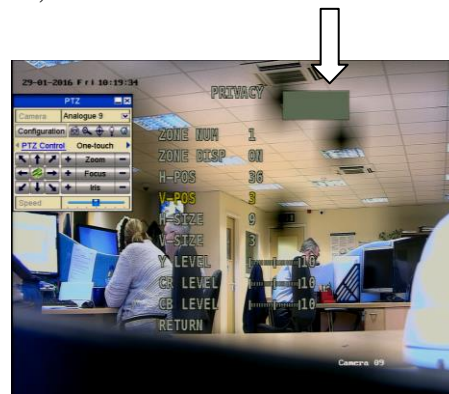 29-01-2016 Fri 10:19:34
PTZ
Camera Analogue 9
Configuration
PTZ Control One-touch
+ Zoom -
+ Focus -
+ Iris -
Speed
PRIVACY
ZONE NUM 1
ZONE DISP ON
H-POS 36
V-POS 3
H-SIZE 9
V-SIZE 3
Y LEVEL 10
CR LEVEL 10
CB LEVEL 10
RETURN
Camera 09